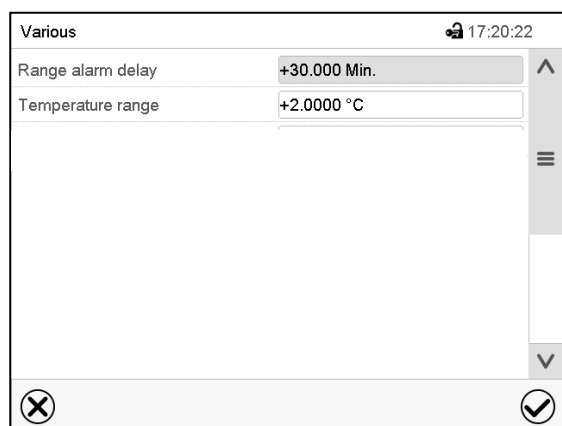 Various 17:20:22
Range alarm delay +30.000 Min.
Temperature range +2.0000 °C